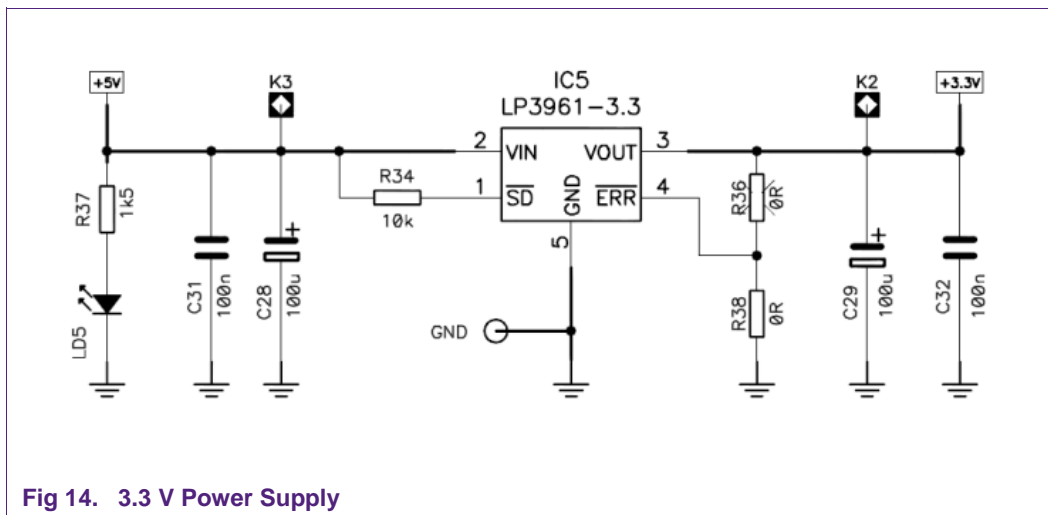 +5V
K3
IC5
LP3961-3.3
K2
+3.3V
2
VIN
VOUT
3
R34
10k
1
SD
GND
ERR
4
5
R37
1k5
R36
0R
C31
100n
C28
+
100u
LD5
GND
R38
0R
C29
+
100u
C32
100n
Fig 14. 3.3 V Power Supply